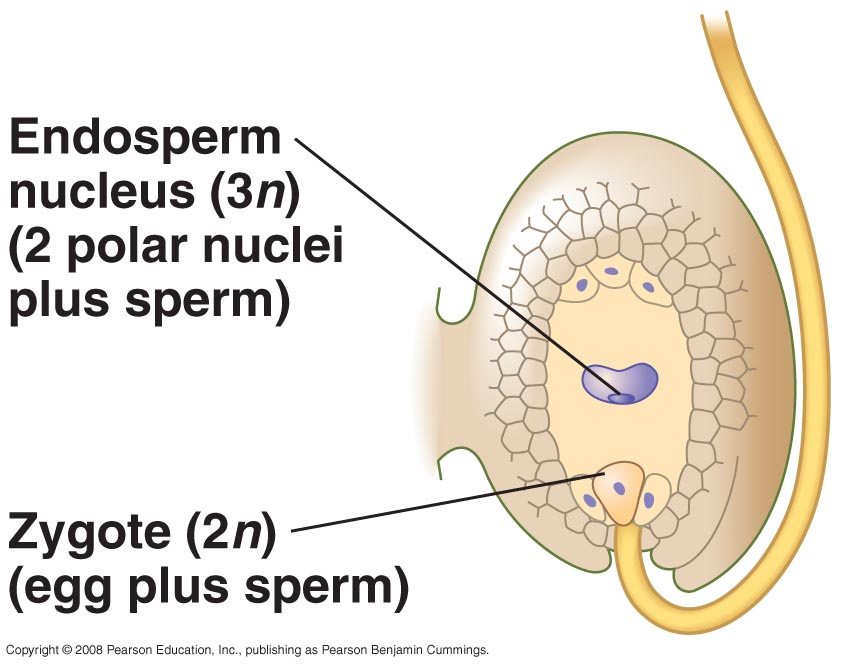 Endosperm
nucleus (3n)
(2 polar nuclei
plus sperm)
Zygote (2n)
(egg plus sperm)
Copyright © 2008 Pearson Education, Inc., publishing as Pearson Benjamin Cummings.